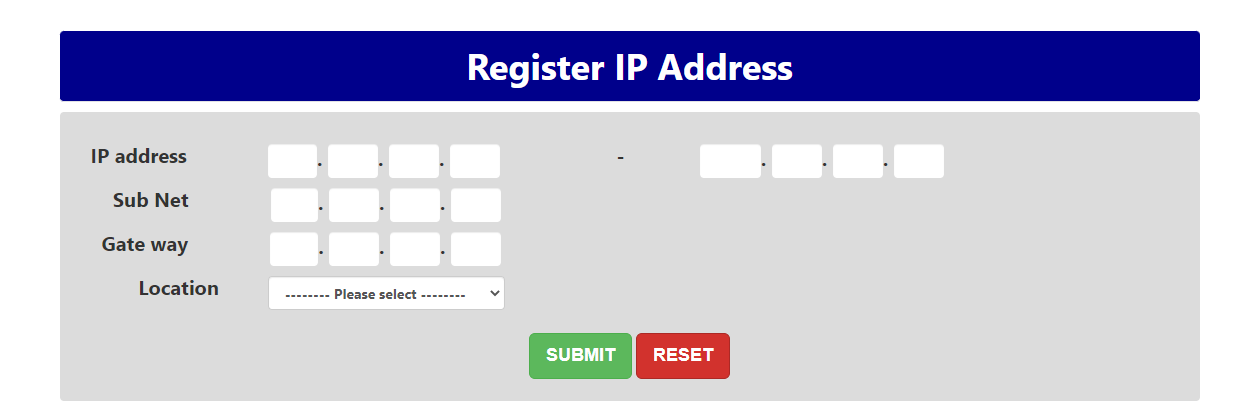 Register IP Address
IP address . . . - . . .
Sub Net . . .
Gate way . . .
Location -------- Please select --------
SUBMIT RESET